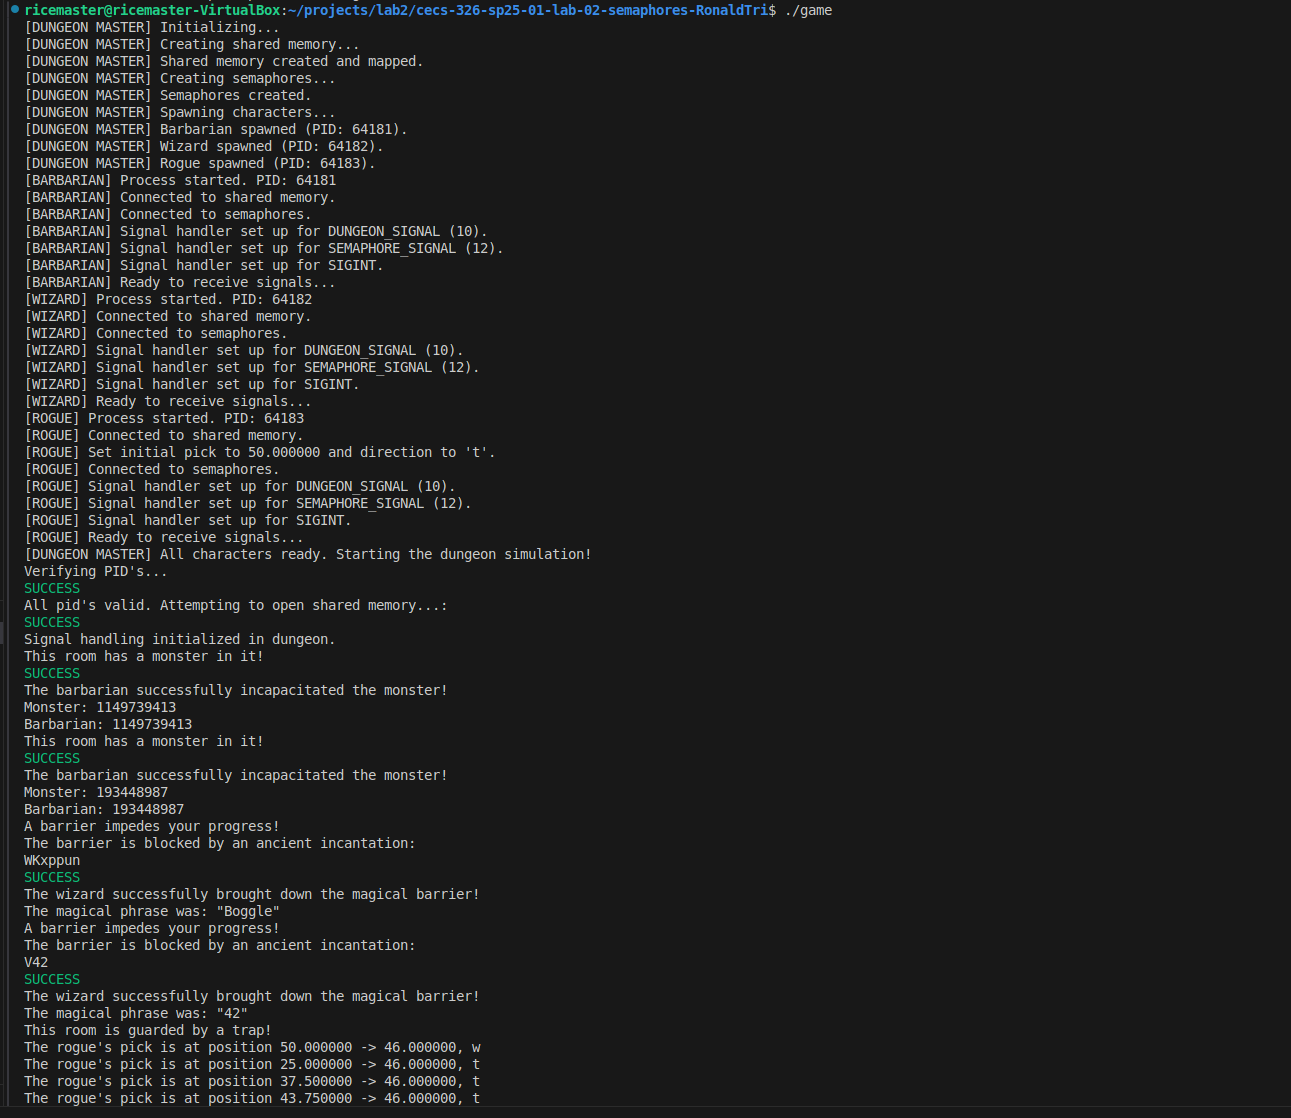 ricemaster@ricemaster-VirtualBox:~/projects/lab2/cecs-326-sp25-01-lab-02-semaphores-RonaldTri$ ./game
[DUNGEON MASTER] Initializing...
[DUNGEON MASTER] Creating shared memory...
[DUNGEON MASTER] Shared memory created and mapped.
[DUNGEON MASTER] Creating semaphores...
[DUNGEON MASTER] Semaphores created.
[DUNGEON MASTER] Spawning characters...
[DUNGEON MASTER] Barbarian spawned (PID: 64181).
[DUNGEON MASTER] Wizard spawned (PID: 64182).
[DUNGEON MASTER] Rogue spawned (PID: 64183).
[BARBARIAN] Process started. PID: 64181
[BARBARIAN] Connected to shared memory.
[BARBARIAN] Connected to semaphores.
[BARBARIAN] Signal handler set up for DUNGEON_SIGNAL (10).
[BARBARIAN] Signal handler set up for SEMAPHORE_SIGNAL (12).
[BARBARIAN] Signal handler set up for SIGINT.
[BARBARIAN] Ready to receive signals...
[WIZARD] Process started. PID: 64182
[WIZARD] Connected to shared memory.
[WIZARD] Connected to semaphores.
[WIZARD] Signal handler set up for DUNGEON_SIGNAL (10).
[WIZARD] Signal handler set up for SEMAPHORE_SIGNAL (12).
[WIZARD] Signal handler set up for SIGINT.
[WIZARD] Ready to receive signals...
[ROGUE] Process started. PID: 64183
[ROGUE] Connected to shared memory.
[ROGUE] Set initial pick to 50.000000 and direction to 't'.
[ROGUE] Connected to semaphores.
[ROGUE] Signal handler set up for DUNGEON_SIGNAL (10).
[ROGUE] Signal handler set up for SEMAPHORE_SIGNAL (12).
[ROGUE] Signal handler set up for SIGINT.
[ROGUE] Ready to receive signals...
[DUNGEON MASTER] All characters ready. Starting the dungeon simulation!
Verifying PID's...
SUCCESS
All pid's valid. Attempting to open shared memory...:
SUCCESS
Signal handling initialized in dungeon.
This room has a monster in it!
SUCCESS
The barbarian successfully incapacitated the monster!
Monster: 1149739413
Barbarian: 1149739413
This room has a monster in it!
SUCCESS
The barbarian successfully incapacitated the monster!
Monster: 193448987
Barbarian: 193448987
A barrier impedes your progress!
The barrier is blocked by an ancient incantation:
WKxppun
SUCCESS
The wizard successfully brought down the magical barrier!
The magical phrase was: "Boggle"
A barrier impedes your progress!
The barrier is blocked by an ancient incantation:
V42
SUCCESS
The wizard successfully brought down the magical barrier!
The magical phrase was: "42"
This room is guarded by a trap!
The rogue's pick is at position 50.000000 -> 46.000000, w
The rogue's pick is at position 25.000000 -> 46.000000, t
The rogue's pick is at position 37.500000 -> 46.000000, t
The rogue's pick is at position 43.750000 -> 46.000000, t